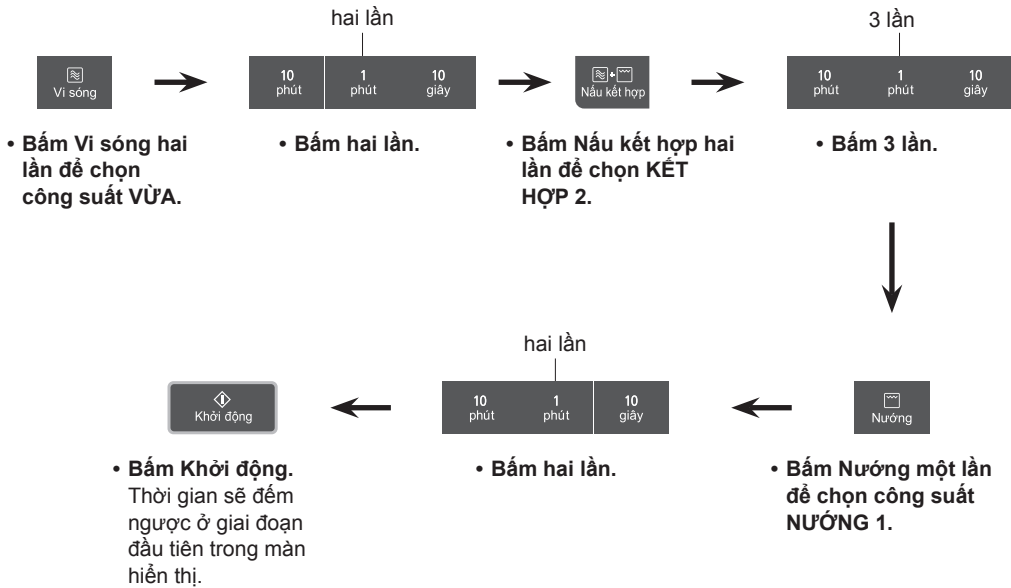 hai lần
3 lần
Vi sóng
10 phút 1 phút 10 giây
Nấu kết hợp
10 phút 1 phút 10 giây
• Bấm Vi sóng hai
lần để chọn
công suất VỪA.
• Bấm hai lần.
• Bấm Nấu kết hợp hai
lần để chọn KẾT
HỢP 2.
• Bấm 3 lần.
hai lần
Khởi động
10 phút 1 phút 10 giây
Nướng
• Bấm Khởi động.
Thời gian sẽ đếm
ngược ở giai đoạn
đầu tiên trong màn
hiển thị.
• Bấm hai lần.
• Bấm Nướng một lần
để chọn công suất
NƯỚNG 1.